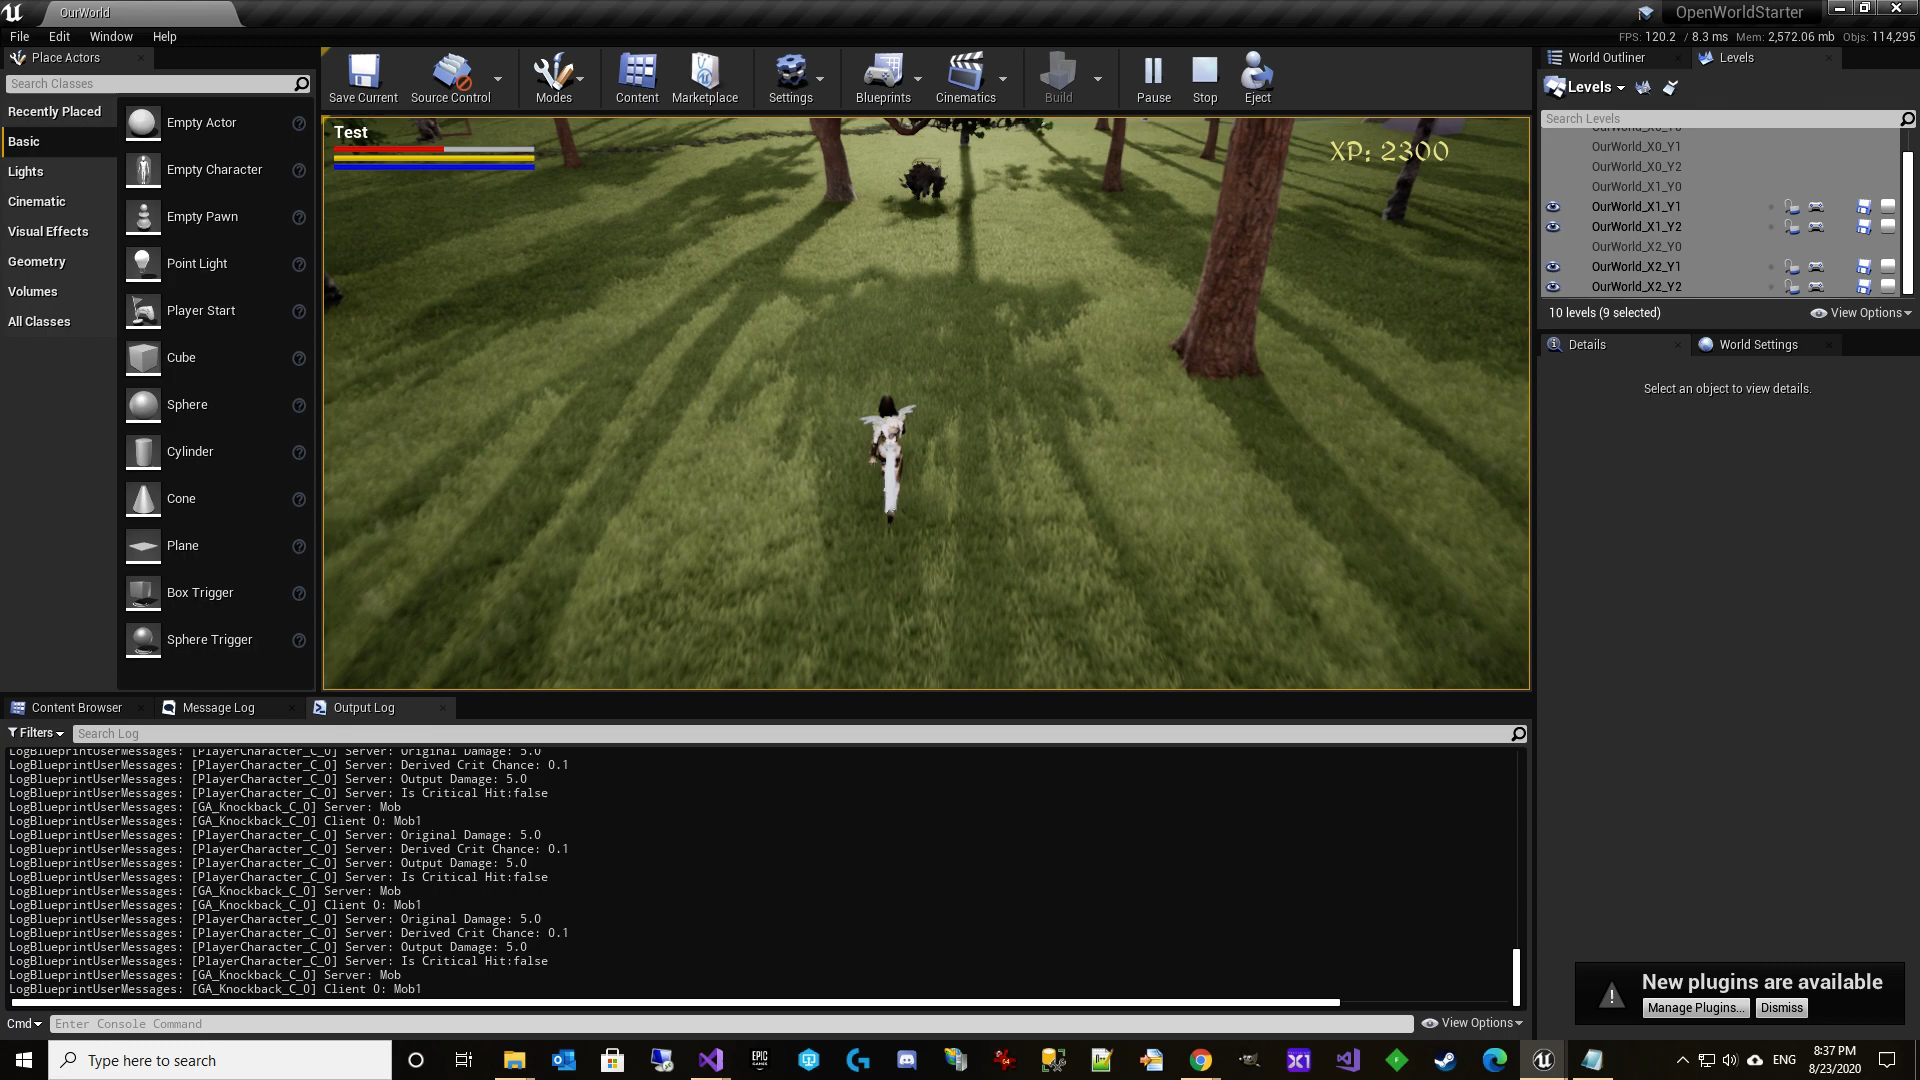 OurWorld
OpenWorldStarter
File Edit Window Help
FPS: 120.2 / 8.3 ms Mem: 2,572.06 mb Objs: 114,295
Place Actors
Search Classes
Recently Placed
Basic
Lights
Cinematic
Visual Effects
Geometry
Volumes
All Classes
Empty Actor
Empty Character
Empty Pawn
Point Light
Player Start
Cube
Sphere
Cylinder
Cone
Plane
Box Trigger
Sphere Trigger
Save Current
Source Control
Modes
Content
Marketplace
Settings
Blueprints
Cinematics
Build
Pause
Stop
Eject
Test
XP: 2300
World Outliner
Levels
Levels
Search Levels
OurWorld_X0_Y0
OurWorld_X0_Y1
OurWorld_X0_Y2
OurWorld_X1_Y0
OurWorld_X1_Y1
OurWorld_X1_Y2
OurWorld_X2_Y0
OurWorld_X2_Y1
OurWorld_X2_Y2
10 levels (9 selected)
View Options
Details
World Settings
Select an object to view details.
Content Browser
Message Log
Output Log
Filters
Search Log
LogBlueprintUserMessages: [PlayerCharacter_C_0] Server: Original Damage: 5.0
LogBlueprintUserMessages: [PlayerCharacter_C_0] Server: Derived Crit Chance: 0.1
LogBlueprintUserMessages: [PlayerCharacter_C_0] Server: Output Damage: 5.0
LogBlueprintUserMessages: [PlayerCharacter_C_0] Server: Is Critical Hit:false
LogBlueprintUserMessages: [GA_Knockback_C_0] Server: Mob
LogBlueprintUserMessages: [GA_Knockback_C_0] Client 0: Mob1
LogBlueprintUserMessages: [PlayerCharacter_C_0] Server: Original Damage: 5.0
LogBlueprintUserMessages: [PlayerCharacter_C_0] Server: Derived Crit Chance: 0.1
LogBlueprintUserMessages: [PlayerCharacter_C_0] Server: Output Damage: 5.0
LogBlueprintUserMessages: [PlayerCharacter_C_0] Server: Is Critical Hit:false
LogBlueprintUserMessages: [GA_Knockback_C_0] Server: Mob
LogBlueprintUserMessages: [GA_Knockback_C_0] Client 0: Mob1
LogBlueprintUserMessages: [PlayerCharacter_C_0] Server: Original Damage: 5.0
LogBlueprintUserMessages: [PlayerCharacter_C_0] Server: Derived Crit Chance: 0.1
LogBlueprintUserMessages: [PlayerCharacter_C_0] Server: Output Damage: 5.0
LogBlueprintUserMessages: [PlayerCharacter_C_0] Server: Is Critical Hit:false
LogBlueprintUserMessages: [GA_Knockback_C_0] Server: Mob
LogBlueprintUserMessages: [GA_Knockback_C_0] Client 0: Mob1
Cmd
Enter Console Command
View Options
New plugins are available
Manage Plugins...
Dismiss
Type here to search
EPIC
GAMES
X1
ENG
8:37 PM
8/23/2020